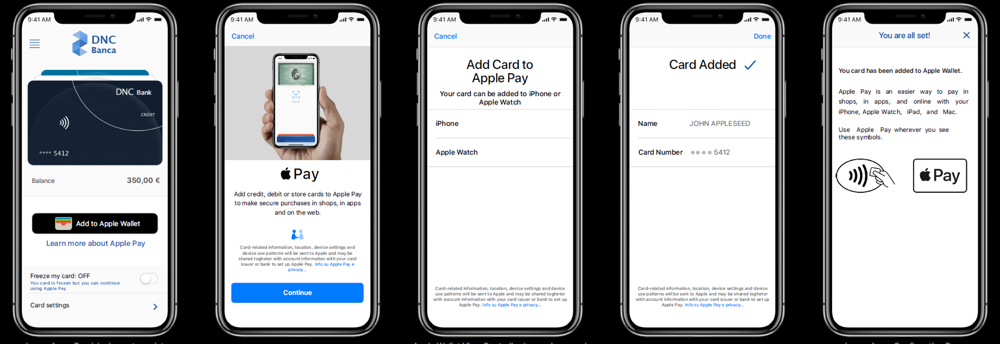 9:41 AM
DNC
Banca
DNC Bank
CREDIT
**** 5412
Balance 350,00 €
Add to Apple Wallet
Learn more about Apple Pay
Freeze my card: OFF
You card is frozen but you can continue
using Apple Pay
Card settings
9:41 AM
Cancel
AMERICAN EXPRESS
Face ID
Pay
Add credit, debit or store cards to Apple Pay
to make secure purchases in shops, in apps
and on the web.
Card-related information, location, device settings and
device use patterns will be sent to Apple and may be
shared togheter with account information with your card
issuer or bank to set up Apple Pay. Info su Apple Pay e
privacy...
Continue
9:41 AM
Cancel
Add Card to
Apple Pay
Your card can be added to iPhone or
Apple Watch
iPhone
Apple Watch
Card-related information, location, device settings and device
use patterns will be sent to Apple and may be shared togheter
with account information with your card issuer or bank to set up
Apple Pay. Info su Apple Pay e privacy...
9:41 AM
Done
Card Added
Name JOHN APPLESEED
Card Number •••• 5412
Card-related information, location, device settings and device
use patterns will be sent to Apple and may be shared togheter
with account information with your card issuer or bank to set up
Apple Pay. Info su Apple Pay e privacy...
9:41 AM
You are all set!
You card has been added to Apple Wallet.
Apple Pay is an easier way to pay in
shops, in apps, and online with your
iPhone, Apple Watch, iPad, and Mac.
Use Apple Pay wherever you see
these symbols.
Pay